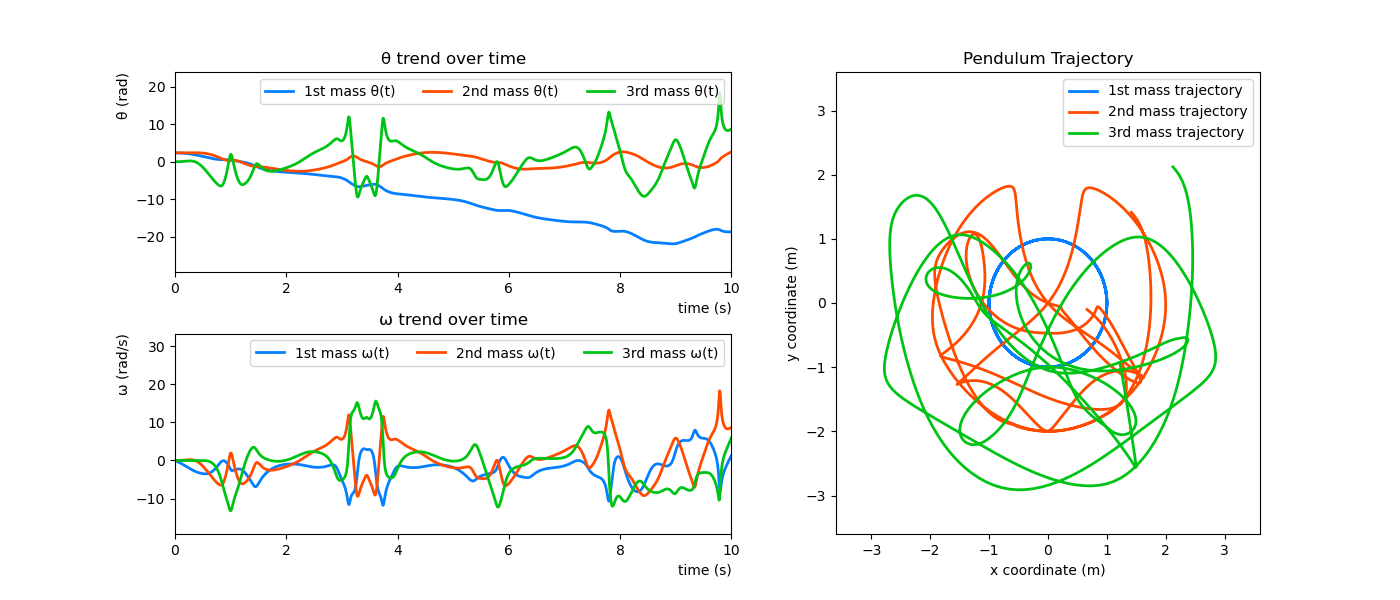 θ trend over time
θ (rad)
1st mass θ(t) 2nd mass θ(t) 3rd mass θ(t)
20
10
0
−10
−20
0 2 4 6 8 10
time (s)
ω trend over time
ω (rad/s)
1st mass ω(t) 2nd mass ω(t) 3rd mass ω(t)
30
20
10
0
−10
0 2 4 6 8 10
time (s)
Pendulum Trajectory
1st mass trajectory
2nd mass trajectory
3rd mass trajectory
y coordinate (m)
3
2
1
0
−1
−2
−3
−3 −2 −1 0 1 2 3
x coordinate (m)